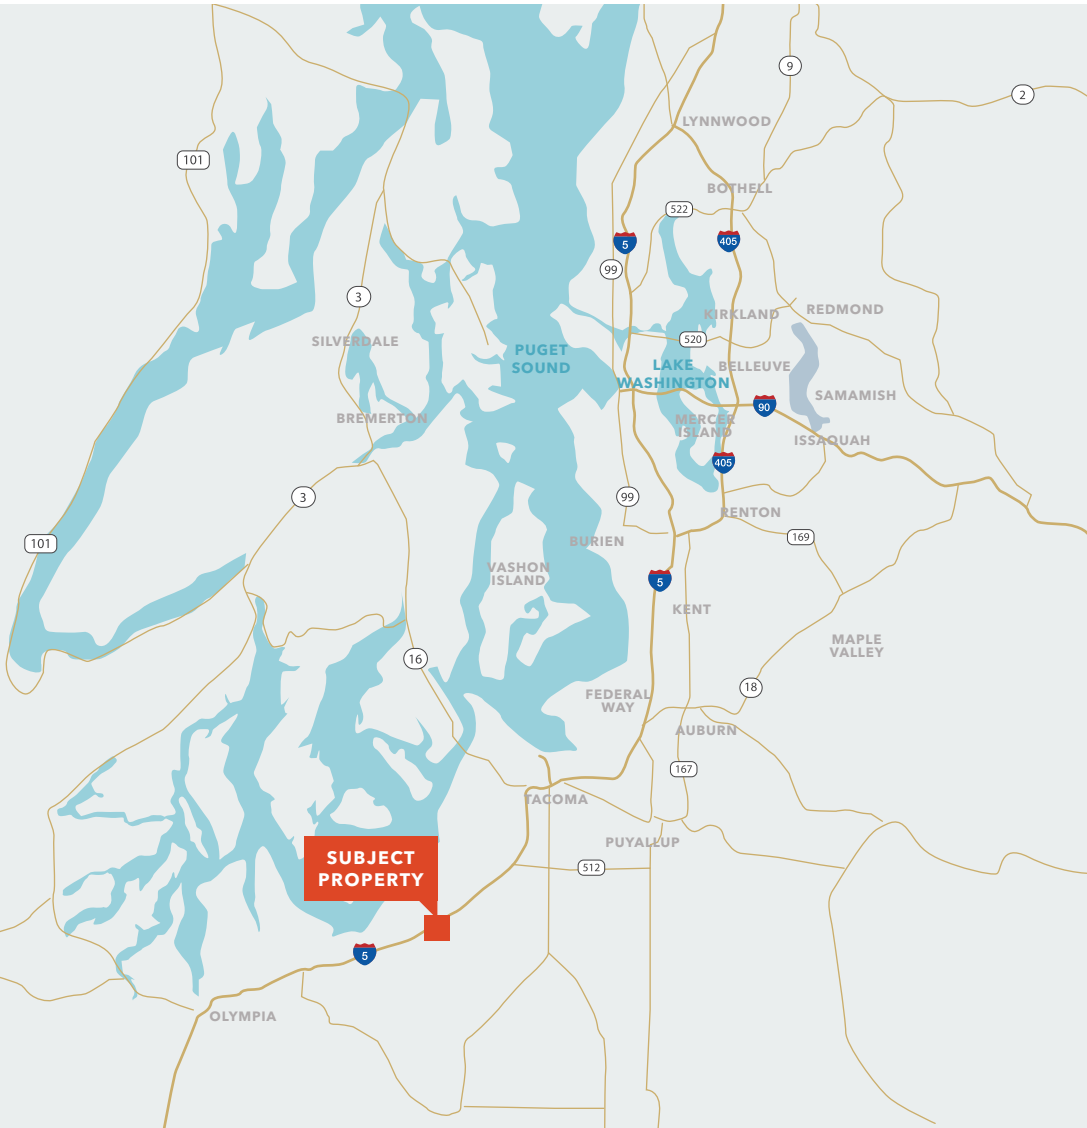 9
2
LYNNWOOD
101
BOTHELL
522
5
405
99
3
KIRKLAND
REDMOND
SILVERDALE
520
PUGET
SOUND
LAKE
WASHINGTON
BELLEUVE
SAMAMISH
90
BREMERTON
MERCER
ISLAND
ISSAQUAH
405
3
99
RENTON
101
BURIEN
169
VASHON
ISLAND
5
KENT
MAPLE
VALLEY
16
18
FEDERAL
WAY
AUBURN
167
TACOMA
PUYALLUP
SUBJECT
PROPERTY
512
5
OLYMPIA